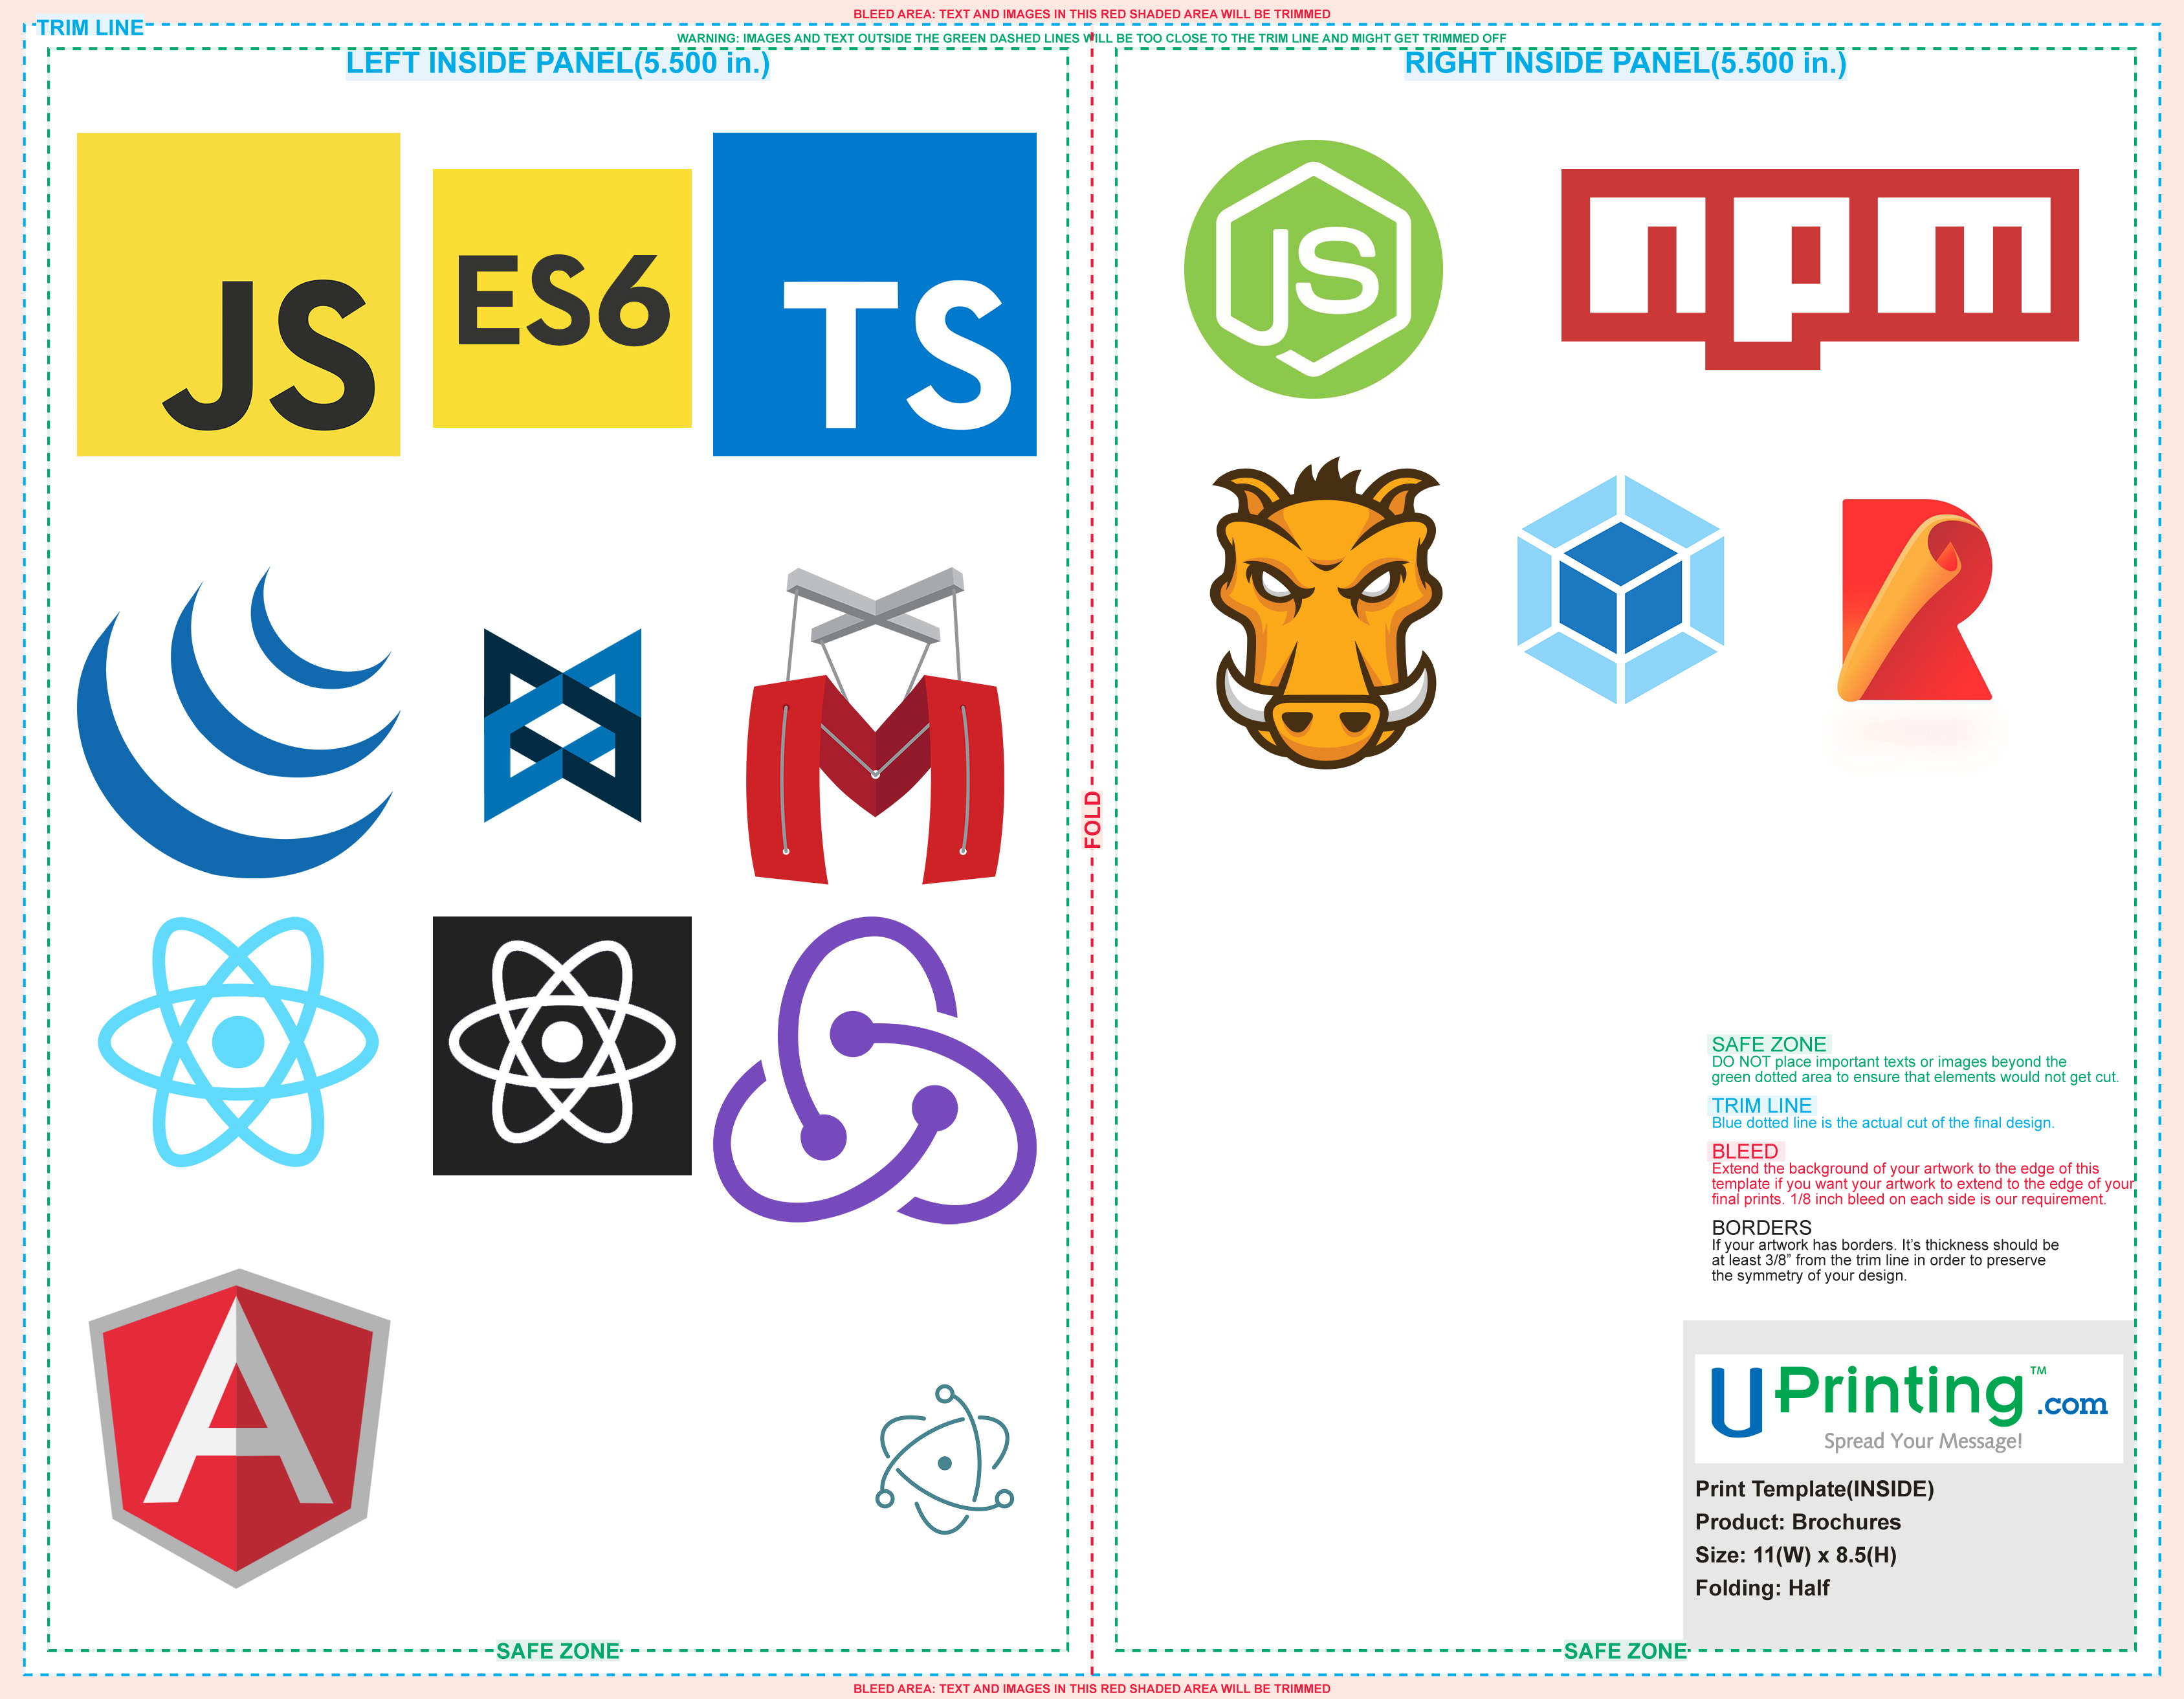 BLEED AREA: TEXT AND IMAGES IN THIS RED SHADED AREA WILL BE TRIMMED
TRIM LINE
WARNING: IMAGES AND TEXT OUTSIDE THE GREEN DASHED LINES WILL BE TOO CLOSE TO THE TRIM LINE AND MIGHT GET TRIMMED OFF
LEFT INSIDE PANEL(5.500 in.)
RIGHT INSIDE PANEL(5.500 in.)
JS
ES6
TS
JS
npm
FOLD
SAFE ZONE
DO NOT place important texts or images beyond the
green dotted area to ensure that elements would not get cut.
TRIM LINE
Blue dotted line is the actual cut of the final design.
BLEED
Extend the background of your artwork to the edge of this
template if you want your artwork to extend to the edge of your
final prints. 1/8 inch bleed on each side is our requirement.
BORDERS
If your artwork has borders. It's thickness should be
at least 3/8” from the trim line in order to preserve
the symmetry of your design.
A
UPrinting™.com
Spread Your Message!
Print Template(INSIDE)
Product: Brochures
Size: 11(W) x 8.5(H)
Folding: Half
SAFE ZONE
SAFE ZONE
BLEED AREA: TEXT AND IMAGES IN THIS RED SHADED AREA WILL BE TRIMMED